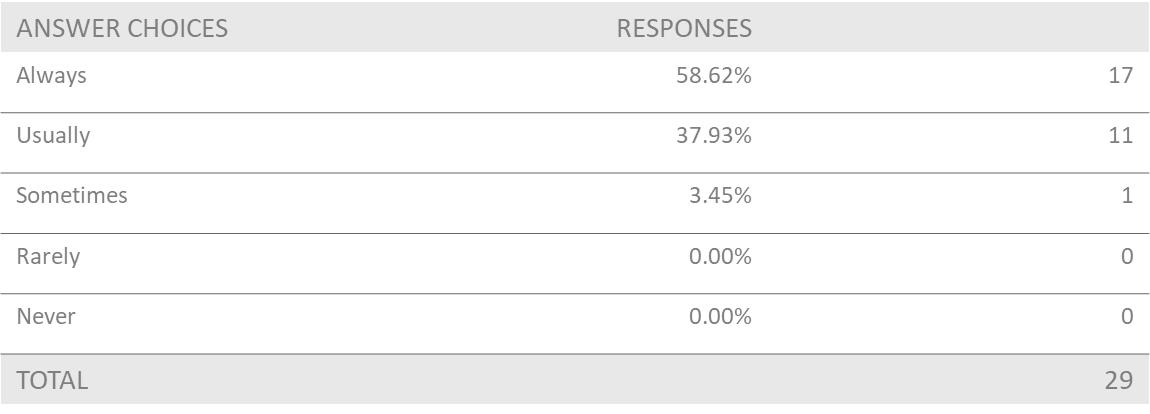 ANSWER CHOICES RESPONSES
Always 58.62% 17
Usually 37.93% 11
Sometimes 3.45% 1
Rarely 0.00% 0
Never 0.00% 0
TOTAL 29